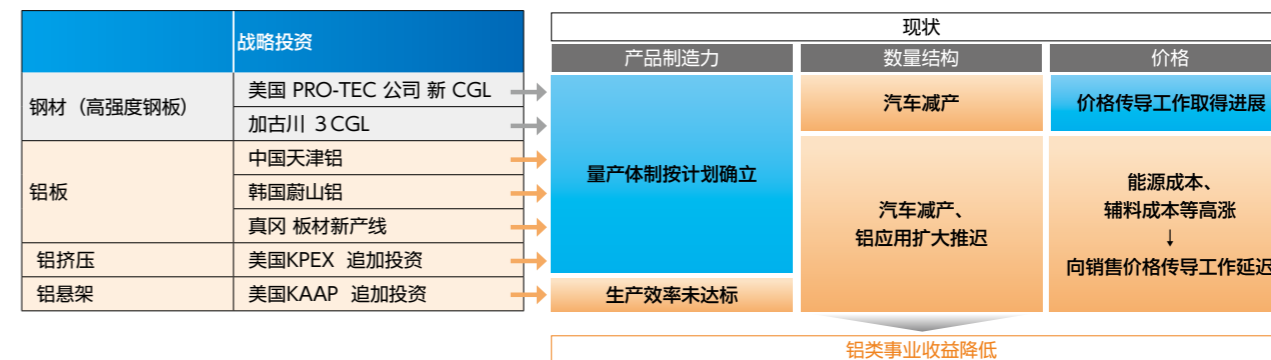 战略投资
钢材（高强度钢板）
美国 PRO-TEC 公司 新 CGL
加古川 3CGL
铝板
中国天津铝
韩国蔚山铝
真冈 板材新产线
铝挤压
美国KPEX 追加投资
铝悬架
美国KAAP 追加投资
现状
产品制造力
数量结构
价格
量产体制按计划确立
生产效率未达标
汽车减产
汽车减产、
铝应用扩大推迟
价格传导工作取得进展
能源成本、
辅料成本等高涨
↓
向销售价格传导工作延迟
铝类事业收益降低